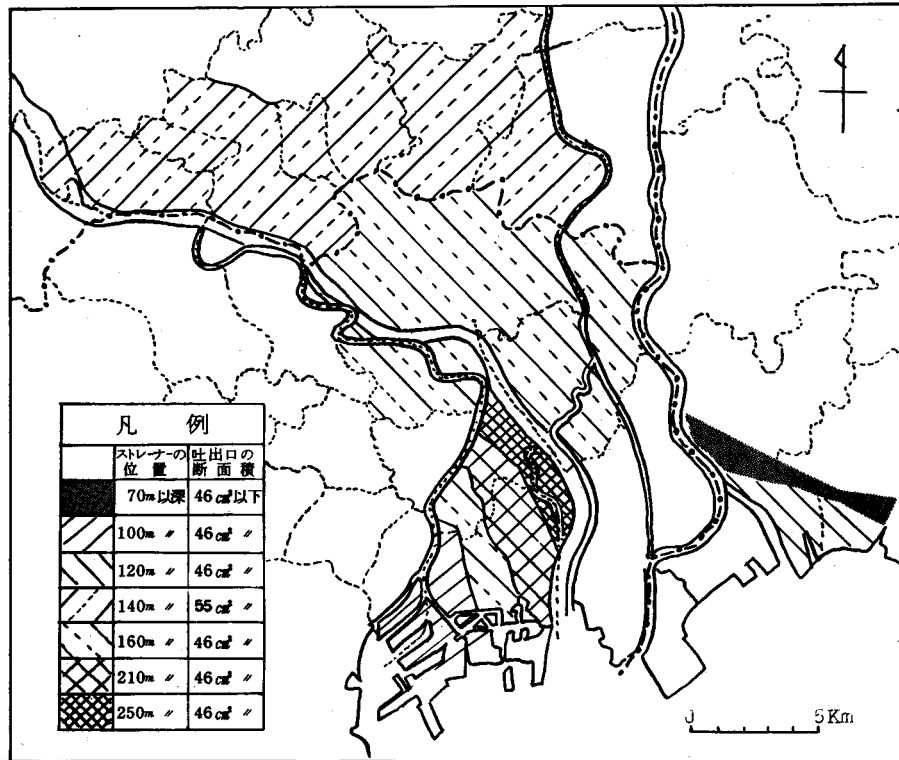 凡 例
ストレーナーの位置 吐出口の断面積
70m以深 46cm²以下
100m 〃 46cm² 〃
120m 〃 46cm² 〃
140m 〃 55cm² 〃
160m 〃 46cm² 〃
210m 〃 46cm² 〃
250m 〃 46cm² 〃
0 5Km